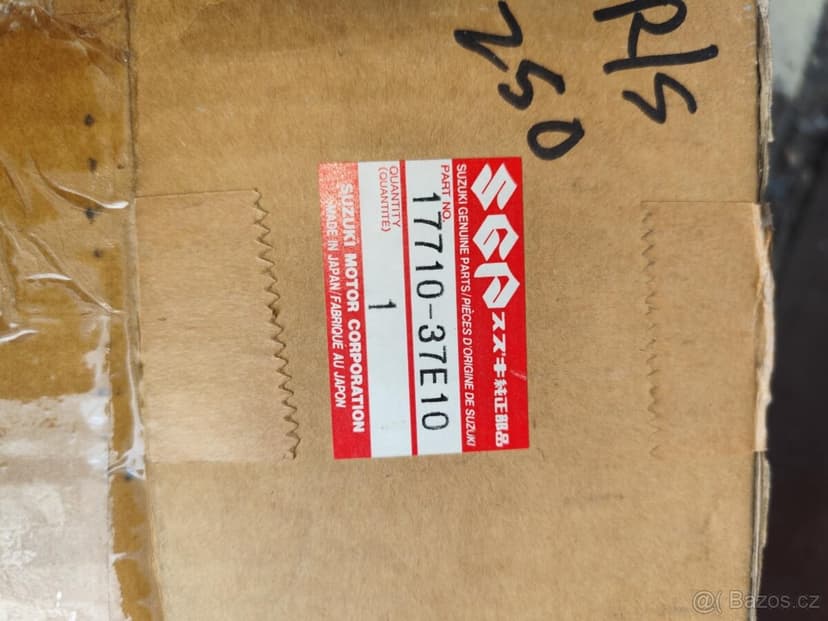 R/S
250
SGP スズキ純正部品
SUZUKI GENUINE PARTS/PIÈCES D'ORIGINE DE SUZUKI
PART NO.
17710-37E10
QUANTITY
(QUANTITÉ)
1
SUZUKI MOTOR CORPORATION
MADE IN JAPAN/FABRIQUÉ AU JAPON
@( Bazos.cz